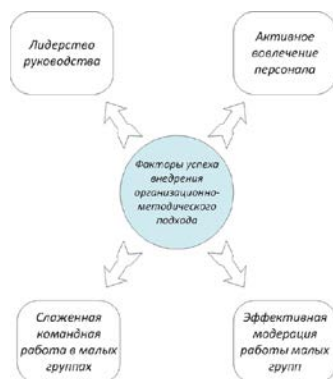 Лидерство
руководства
Активное
вовлечение
персонала
Факторы успеха
внедрения
организационно-
методического
подхода
Слаженная
командная
работа в малых
группах
Эффективная
модерация
работы малых
групп